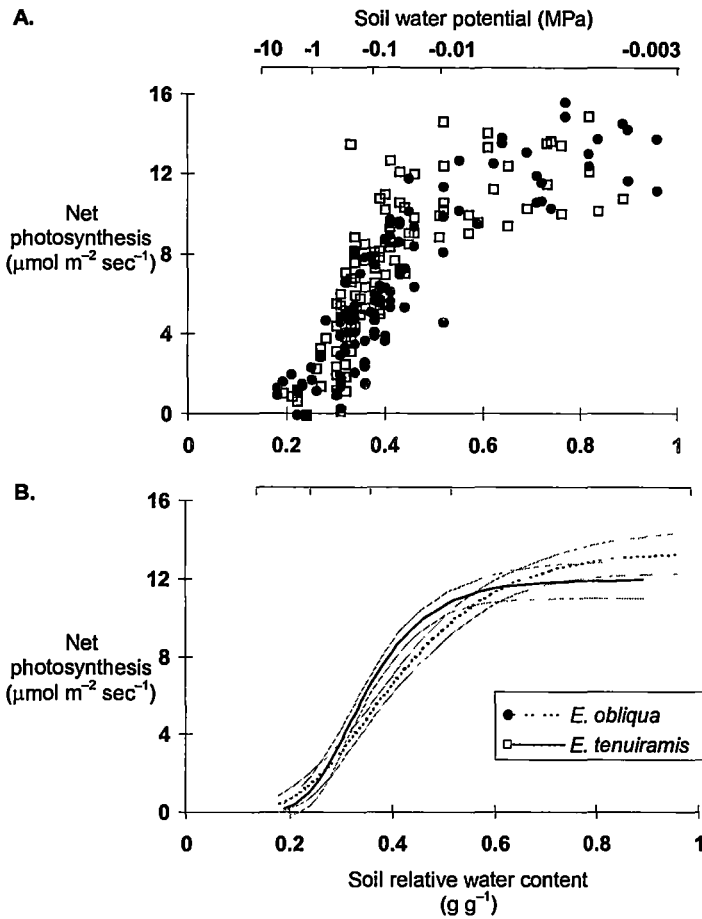 A.
Soil water potential (MPa)
-10 -1 -0.1 -0.01 -0.003
16
12
Net
photosynthesis
(μmol m⁻² sec⁻¹)
8
4
0
0 0.2 0.4 0.6 0.8 1
B.
16
12
Net
photosynthesis
(μmol m⁻² sec⁻¹)
8
4
0
E. obliqua
E. tenuiramis
0 0.2 0.4 0.6 0.8 1
Soil relative water content
(g g⁻¹)